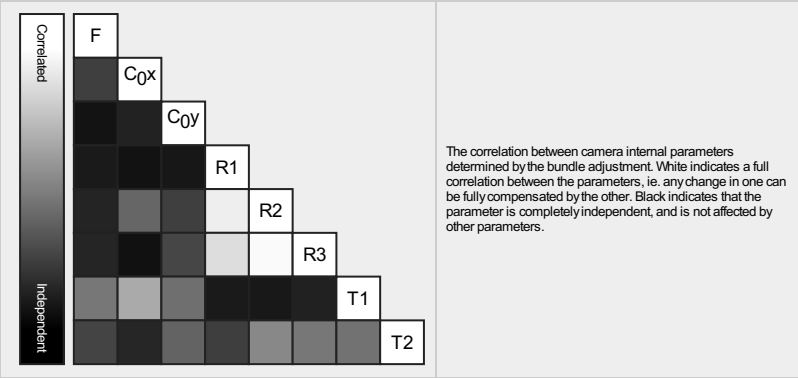 Correlated
Independent
F
C0x
C0y
R1
R2
R3
T1
T2
The correlation between camera internal parameters
determined by the bundle adjustment. White indicates a full
correlation between the parameters, ie. any change in one can
be fully compensated by the other. Black indicates that the
parameter is completely independent, and is not affected by
other parameters.